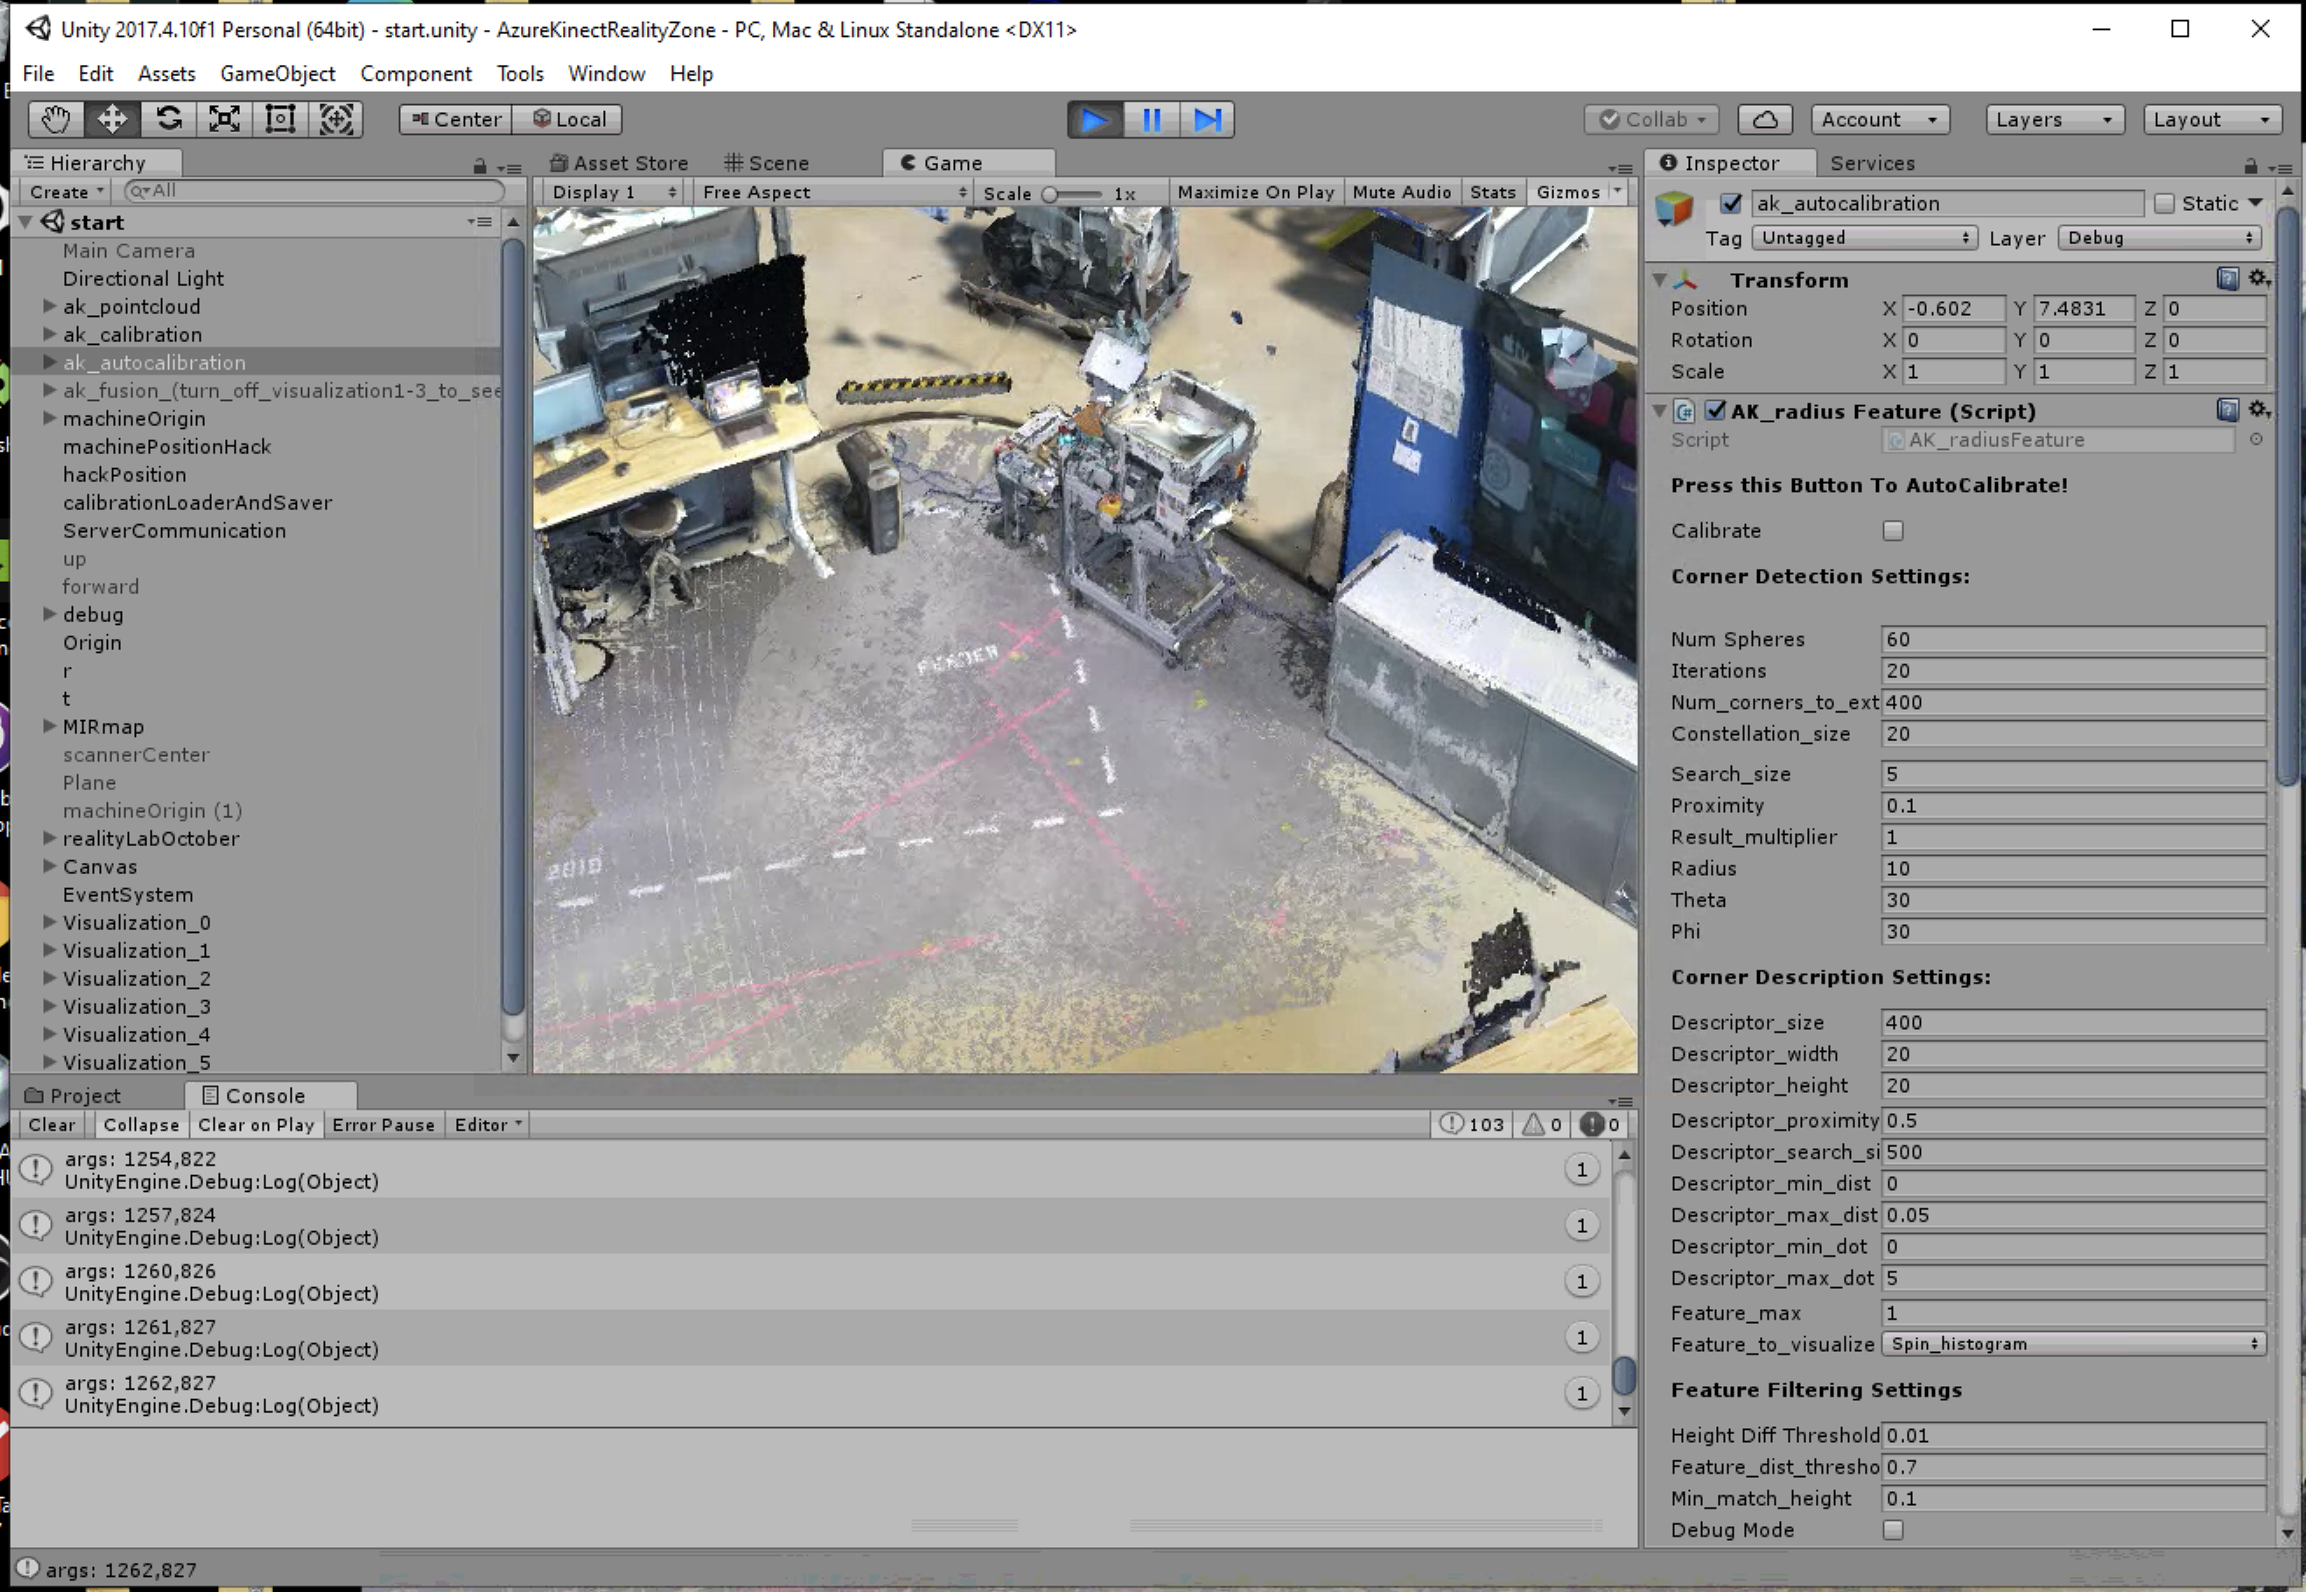 Unity 2017.4.10f1 Personal (64bit) - start.unity - AzureKinectRealityZone - PC, Mac & Linux Standalone <DX11>
File Edit Assets GameObject Component Tools Window Help
Center Local Collab Account Layers Layout
Hierarchy
Create All
start
Main Camera
Directional Light
ak_pointcloud
ak_calibration
ak_autocalibration
ak_fusion_(turn_off_visualization1-3_to_see
machineOrigin
machinePositionHack
hackPosition
calibrationLoaderAndSaver
ServerCommunication
up
forward
debug
Origin
r
t
MIRmap
scannerCenter
Plane
machineOrigin (1)
realityLabOctober
Canvas
EventSystem
Visualization_0
Visualization_1
Visualization_2
Visualization_3
Visualization_4
Visualization_5
Asset Store Scene Game
Display 1 Free Aspect Scale 1x Maximize On Play Mute Audio Stats Gizmos
FEEDER
Project Console
Clear Collapse Clear on Play Error Pause Editor 103 0 0
args: 1254,822 1
UnityEngine.Debug:Log(Object)
args: 1257,824 1
UnityEngine.Debug:Log(Object)
args: 1260,826 1
UnityEngine.Debug:Log(Object)
args: 1261,827 1
UnityEngine.Debug:Log(Object)
args: 1262,827 1
UnityEngine.Debug:Log(Object)
args: 1262,827
Inspector Services
ak_autocalibration Static
Tag Untagged Layer Debug
Transform
Position X -0.602 Y 7.4831 Z 0
Rotation X 0 Y 0 Z 0
Scale X 1 Y 1 Z 1
AK_radius Feature (Script)
Script AK_radiusFeature
Press this Button To AutoCalibrate!
Calibrate
Corner Detection Settings:
Num Spheres 60
Iterations 20
Num_corners_to_ext 400
Constellation_size 20
Search_size 5
Proximity 0.1
Result_multiplier 1
Radius 10
Theta 30
Phi 30
Corner Description Settings:
Descriptor_size 400
Descriptor_width 20
Descriptor_height 20
Descriptor_proximity 0.5
Descriptor_search_si 500
Descriptor_min_dist 0
Descriptor_max_dist 0.05
Descriptor_min_dot 0
Descriptor_max_dot 5
Feature_max 1
Feature_to_visualize Spin_histogram
Feature Filtering Settings
Height Diff Threshold 0.01
Feature_dist_thresho 0.7
Min_match_height 0.1
Debug Mode